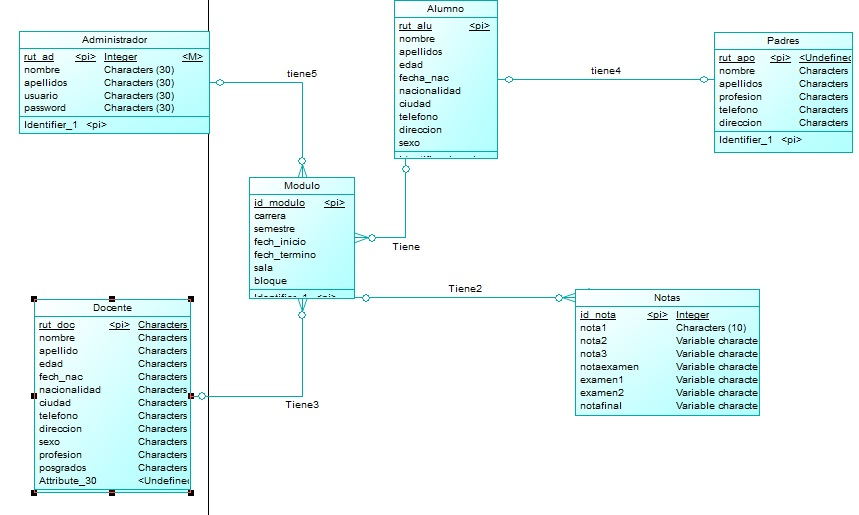 Administrador
rut_ad <pi> Integer <M>
nombre Characters (30)
apellidos Characters (30)
usuario Characters (30)
password Characters (30)
Identifier_1 <pi>
tiene5
Alumno
rut_alu <pi>
nombre
apellidos
edad
fecha_nac
nacionalidad
ciudad
telefono
direccion
sexo
tiene4
Padres
rut_apo <pi> <Undefined
nombre Characters
apellidos Characters
profesion Characters
telefono Characters
direccion Characters
Identifier_1 <pi>
Modulo
id_modulo <pi>
carrera
semestre
fech_inicio
fech_termino
sala
bloque
Identifier_1 <pi>
Tiene
Tiene2
Notas
id_nota <pi> Integer
nota1 Characters (10)
nota2 Variable characte
nota3 Variable characte
notaexamen Variable characte
examen1 Variable characte
examen2 Variable characte
notafinal Variable characte
Docente
rut_doc <pi> Characters
nombre Characters
apellido Characters
edad Characters
fech_nac Characters
nacionalidad Characters
ciudad Characters
telefono Characters
direccion Characters
sexo Characters
profesion Characters
posgrados Characters
Attribute_30 <Undefined
Tiene3